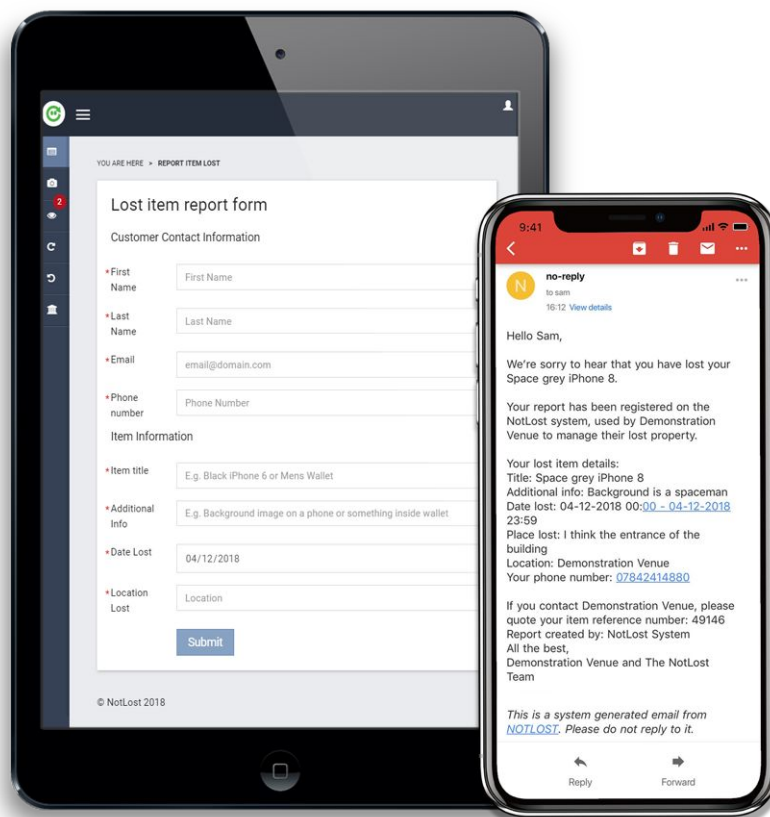 YOU ARE HERE > REPORT ITEM LOST
2
Lost item report form
Customer Contact Information
*First
Name
First Name
*Last
Name
Last Name
*Email
email@domain.com
*Phone
number
Phone Number
Item Information
*Item title
E.g. Black iPhone 6 or Mens Wallet
*Additional
Info
E.g. Background image on a phone or something inside wallet
*Date Lost
04/12/2018
*Location
Lost
Location
Submit
© NotLost 2018
9:41
N
no-reply
to sam
16:12 View details
Hello Sam,
We're sorry to hear that you have lost your
Space grey iPhone 8.
Your report has been registered on the
NotLost system, used by Demonstration
Venue to manage their lost property.
Your lost item details:
Title: Space grey iPhone 8
Additional info: Background is a spaceman
Date lost: 04-12-2018 00:00 - 04-12-2018
23:59
Place lost: I think the entrance of the
building
Location: Demonstration Venue
Your phone number: 07842414880
If you contact Demonstration Venue, please
quote your item reference number: 49146
Report created by: NotLost System
All the best,
Demonstration Venue and The NotLost
Team
This is a system generated email from
NOTLOST. Please do not reply to it.
Reply
Forward